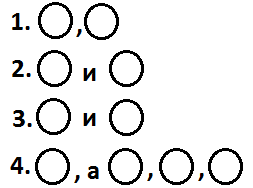 1. ◯, ◯
2. ◯ и ◯
3. ◯ и ◯
4. ◯, а ◯, ◯, ◯